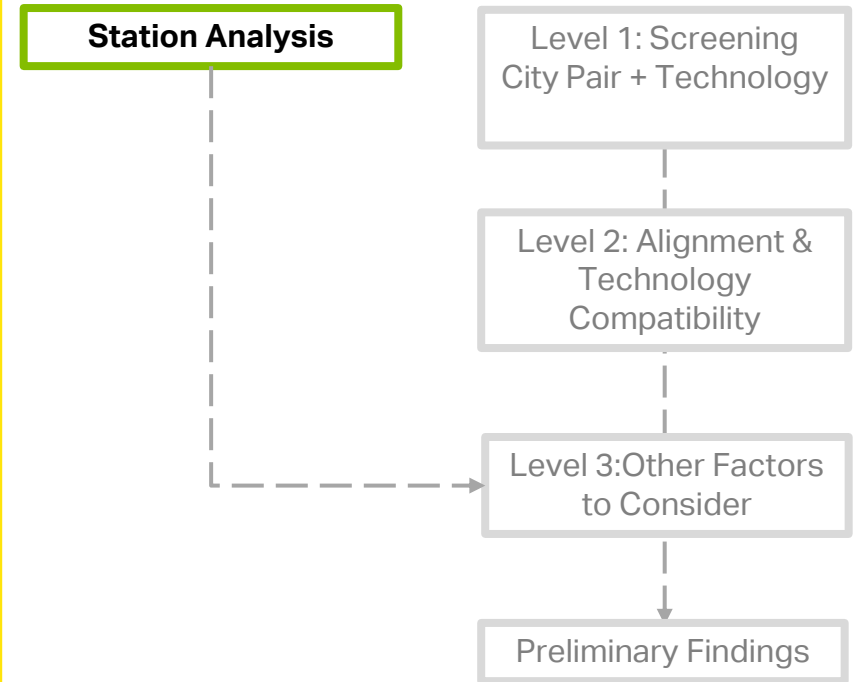 Station Analysis
Level 1: Screening
City Pair + Technology
Level 2: Alignment &
Technology
Compatibility
Level 3:Other Factors
to Consider
Preliminary Findings